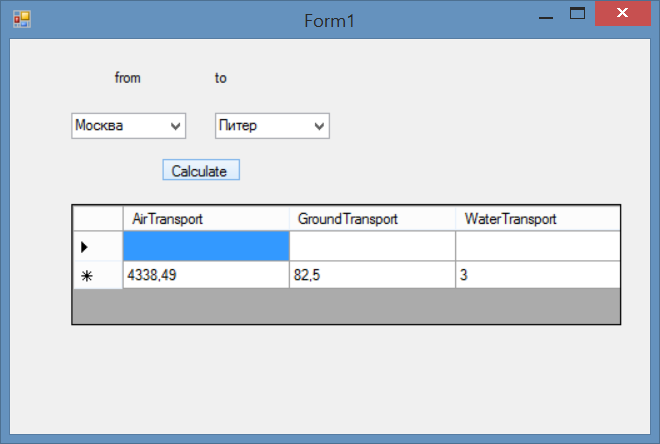 Form1
from to
Москва Питер
Calculate
AirTransport GroundTransport WaterTransport
4338,49 82,5 3